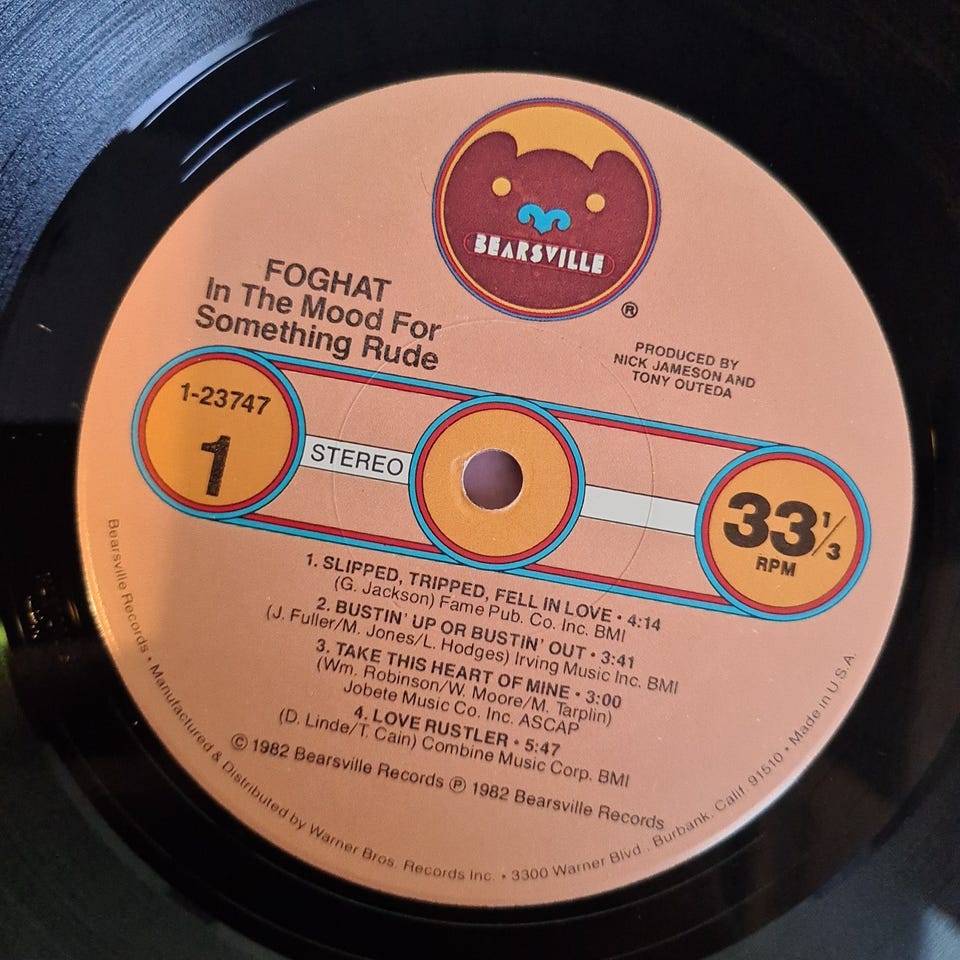 BEARSVILLE
®
FOGHAT
In The Mood For
Something Rude
PRODUCED BY
NICK JAMESON AND
TONY OUTEDA
1-23747
1
STEREO
33 1/3
RPM
1. SLIPPED, TRIPPED, FELL IN LOVE • 4:14
(G. Jackson) Fame Pub. Co. Inc. BMI
2. BUSTIN' UP OR BUSTIN' OUT • 3:41
(J. Fuller/M. Jones/L. Hodges) Irving Music Inc. BMI
3. TAKE THIS HEART OF MINE • 3:00
(Wm. Robinson/W. Moore/M. Tarplin)
Jobete Music Co. Inc. ASCAP
4. LOVE RUSTLER • 5:47
(D. Linde/T. Cain) Combine Music Corp. BMI
© 1982 Bearsville Records ℗ 1982 Bearsville Records
Bearsville Records • Manufactured & Distributed by Warner Bros. Records Inc. • 3300 Warner Blvd., Burbank, Calif. 91510 • Made in U.S.A.